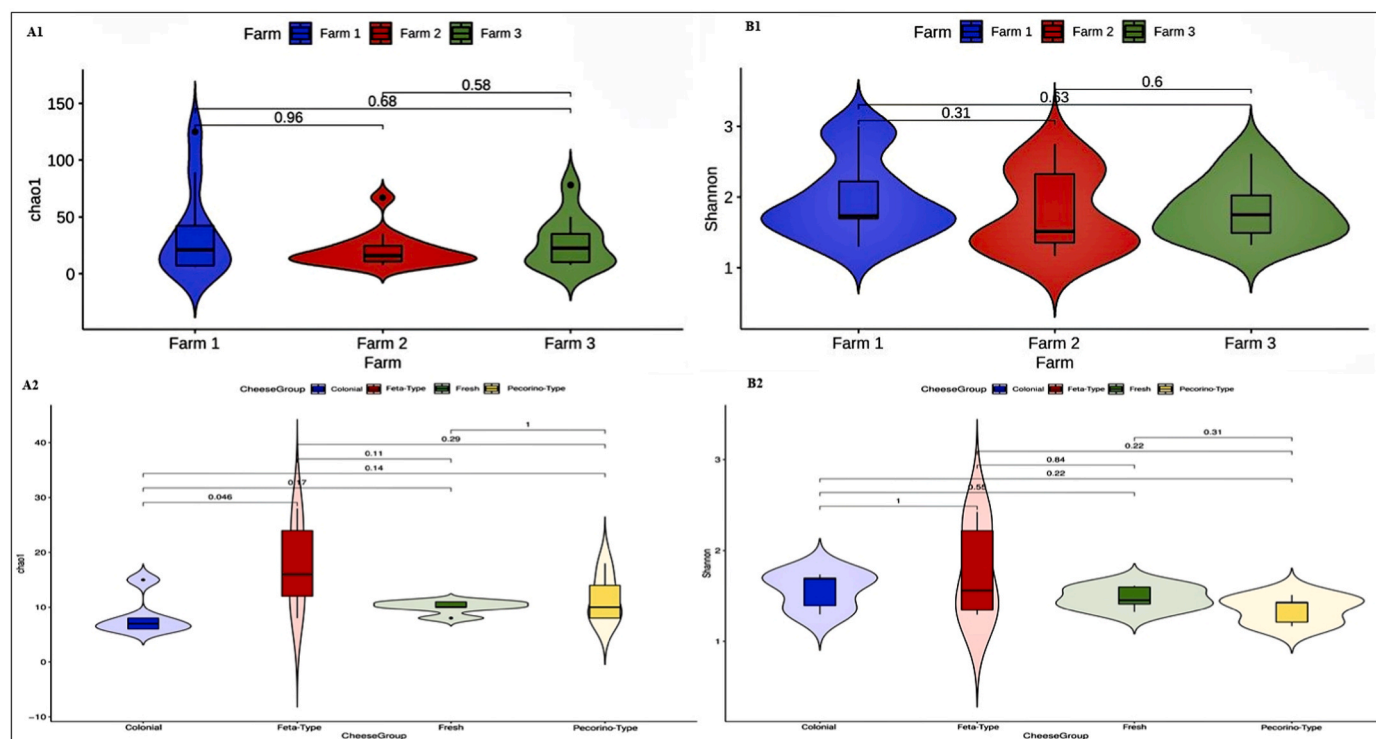 A1
Farm Farm 1 Farm 2 Farm 3
chao1
150
100
50
0
0.58
0.68
0.96
Farm 1 Farm 2 Farm 3
Farm
B1
Farm Farm 1 Farm 2 Farm 3
Shannon
3
2
1
0.6
0.63
0.31
Farm 1 Farm 2 Farm 3
Farm
A2
CheeseGroup Colonial Feta-Type Fresh Pecorino-Type
chao1
40
30
20
10
0
-10
1
0.29
0.11
0.14
0.17
0.046
Colonial Feta-Type Fresh Pecorino-Type
CheeseGroup
B2
CheeseGroup Colonial Feta-Type Fresh Pecorino-Type
Shannon
3
2
1
0.31
0.22
0.84
0.22
0.55
1
Colonial Feta-Type Fresh Pecorino-Type
CheeseGroup